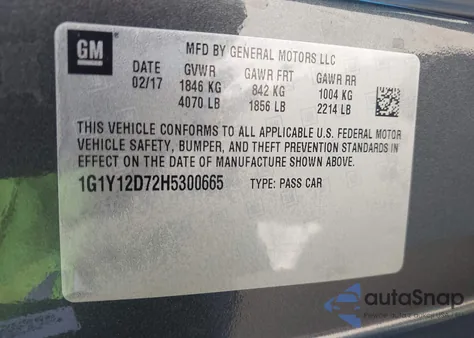 GM
MFD BY GENERAL MOTORS LLC
DATE GVWR GAWR FRT GAWR RR
02/17 1846 KG 842 KG 1004 KG
4070 LB 1856 LB 2214 LB
THIS VEHICLE CONFORMS TO ALL APPLICABLE U.S. FEDERAL MOTOR
VEHICLE SAFETY, BUMPER, AND THEFT PREVENTION STANDARDS IN
EFFECT ON THE DATE OF MANUFACTURE SHOWN ABOVE.
1G1Y12D72H5300665 TYPE: PASS CAR
autoSnap